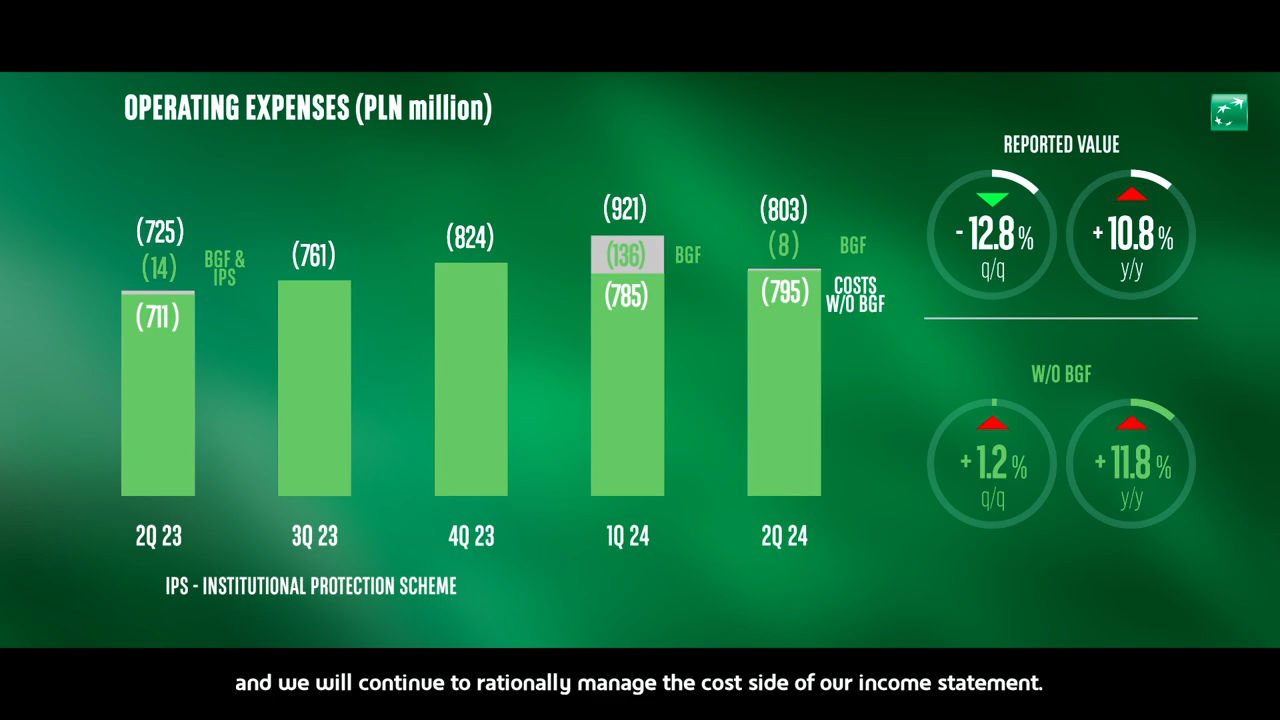 OPERATING EXPENSES (PLN million)
(725)
(14)
BGF &
IPS
(711)
(761)
(824)
(921)
(136)
BGF
(785)
(803)
(8)
BGF
(795)
COSTS
W/O BGF
2Q 23
3Q 23
4Q 23
1Q 24
2Q 24
IPS - INSTITUTIONAL PROTECTION SCHEME
REPORTED VALUE
- 12.8 %
q/q
+ 10.8 %
y/y
W/O BGF
+ 1.2 %
q/q
+ 11.8 %
y/y
and we will continue to rationally manage the cost side of our income statement.